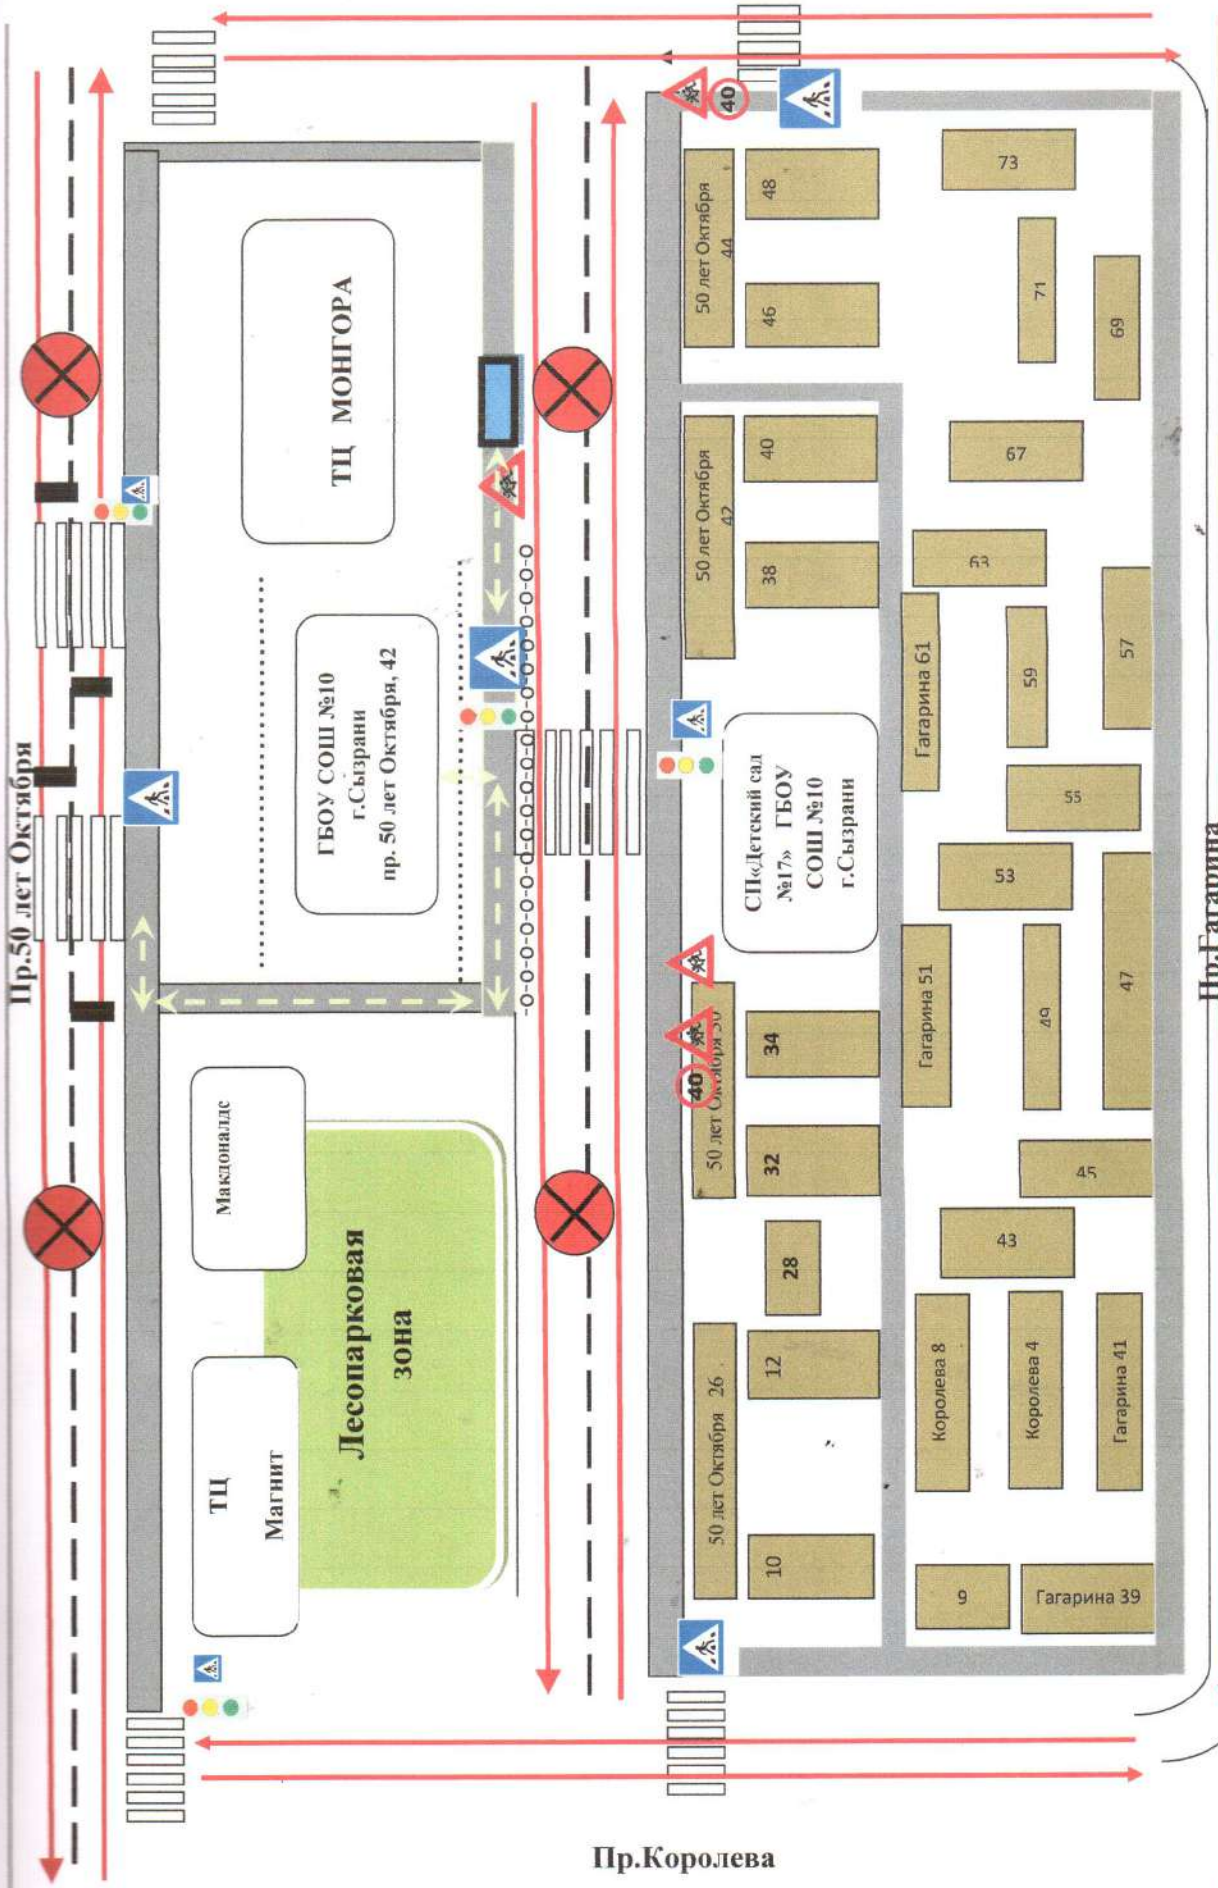 Пр.50 лет Октября
ТЦ МОНГОРА
ГБОУ СОШ №10
г.Сызрани
пр. 50 лет Октября, 42
Макдоналдс
Лесопарковая
зона
ТЦ
Магнит
40
50 лет Октября
44
48
46
50 лет Октября
42
40
38
СП«Детский сад
№17» ГБОУ
СОШ №10
г.Сызрани
50 лет Октября
40
34
32
28
50 лет Октября 26
12
10
73
71
69
67
63
Гагарина 61
59
57
55
53
Гагарина 51
49
47
45
43
Королева 8
Королева 4
Гагарина 41
9
Гагарина 39
Пр.Гагарина
Пр.Королева